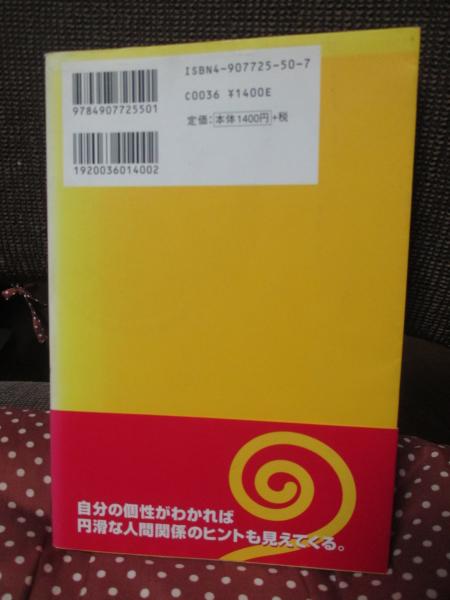 ISBN4-907725-50-7
C0036 ¥1400E
定価：本体1400円+税
9784907725501
1920036014002
自分の個性がわかれば
円滑な人間関係のヒントも見えてくる。